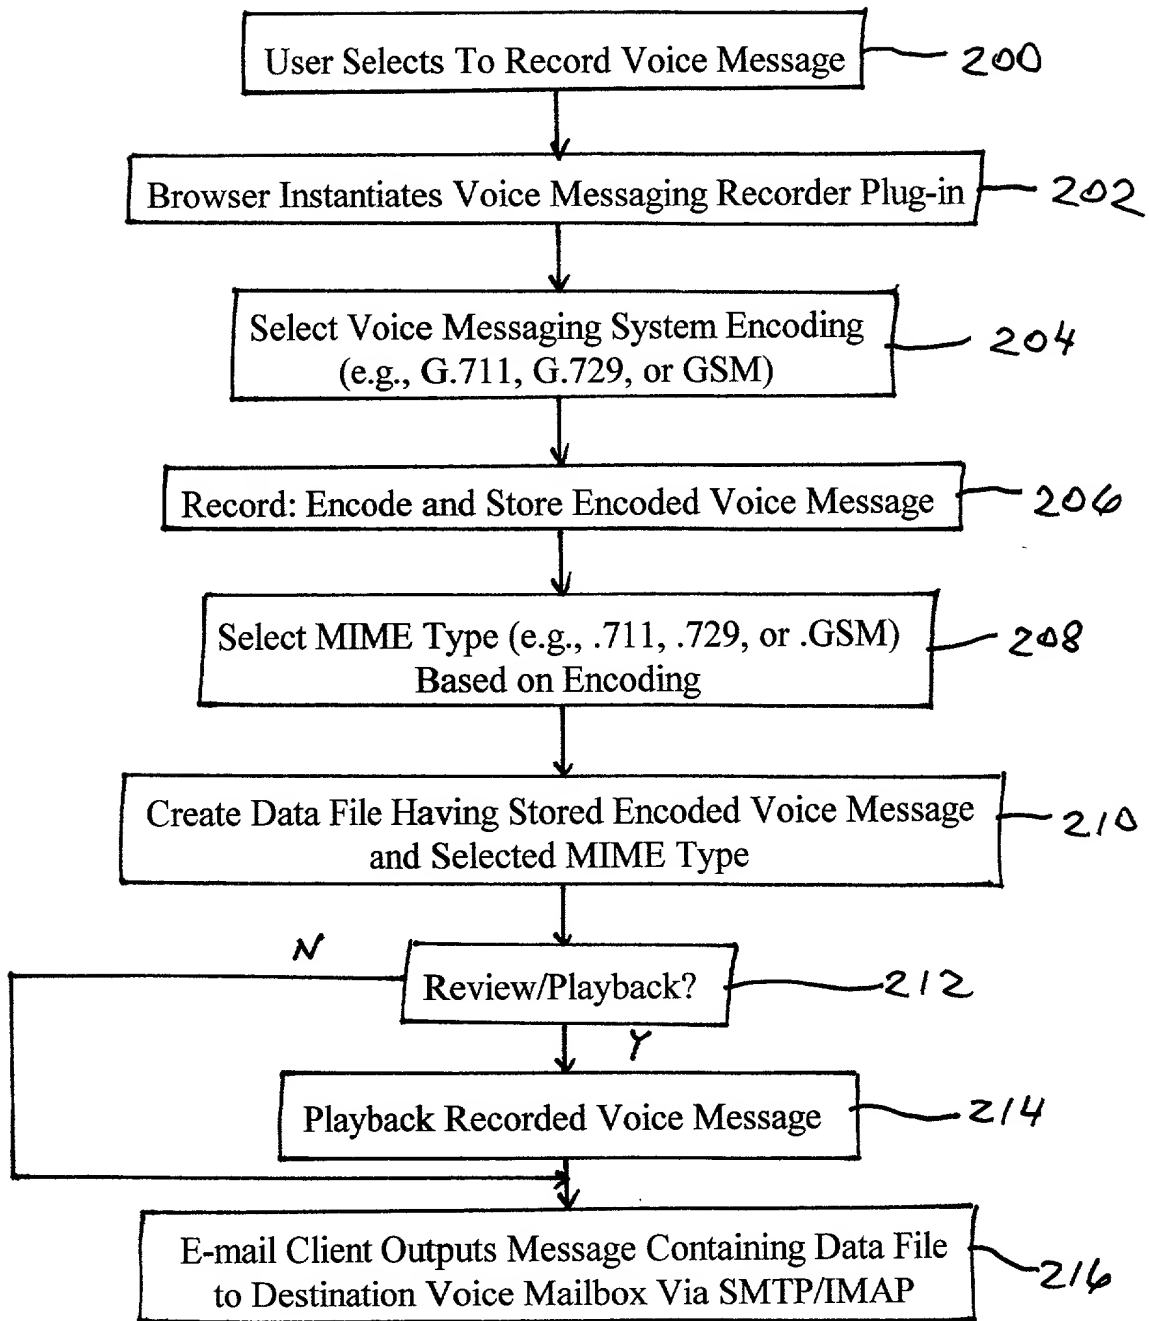 User Selects To Record Voice Message
200
Browser Instantiates Voice Messaging Recorder Plug-in
202
Select Voice Messaging System Encoding
(e.g., G.711, G.729, or GSM)
204
Record: Encode and Store Encoded Voice Message
206
Select MIME Type (e.g., .711, .729, or .GSM)
Based on Encoding
208
Create Data File Having Stored Encoded Voice Message
and Selected MIME Type
210
N
Review/Playback?
212
Y
Playback Recorded Voice Message
214
E-mail Client Outputs Message Containing Data File
to Destination Voice Mailbox Via SMTP/IMAP
216